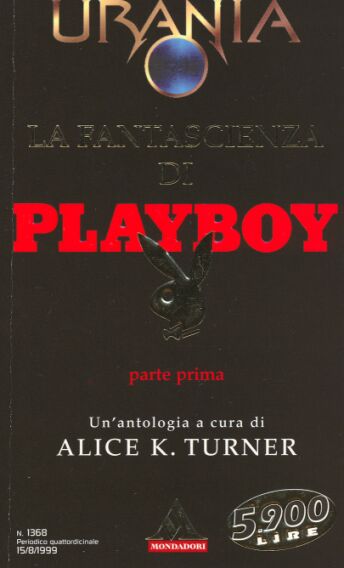 URANIA
LA FANTASCIENZA
DI
PLAYBOY
parte prima
Un'antologia a cura di
ALICE K. TURNER
N. 1368
Periodico quattordicinale
15/8/1999
MONDADORI
5.900
LIRE